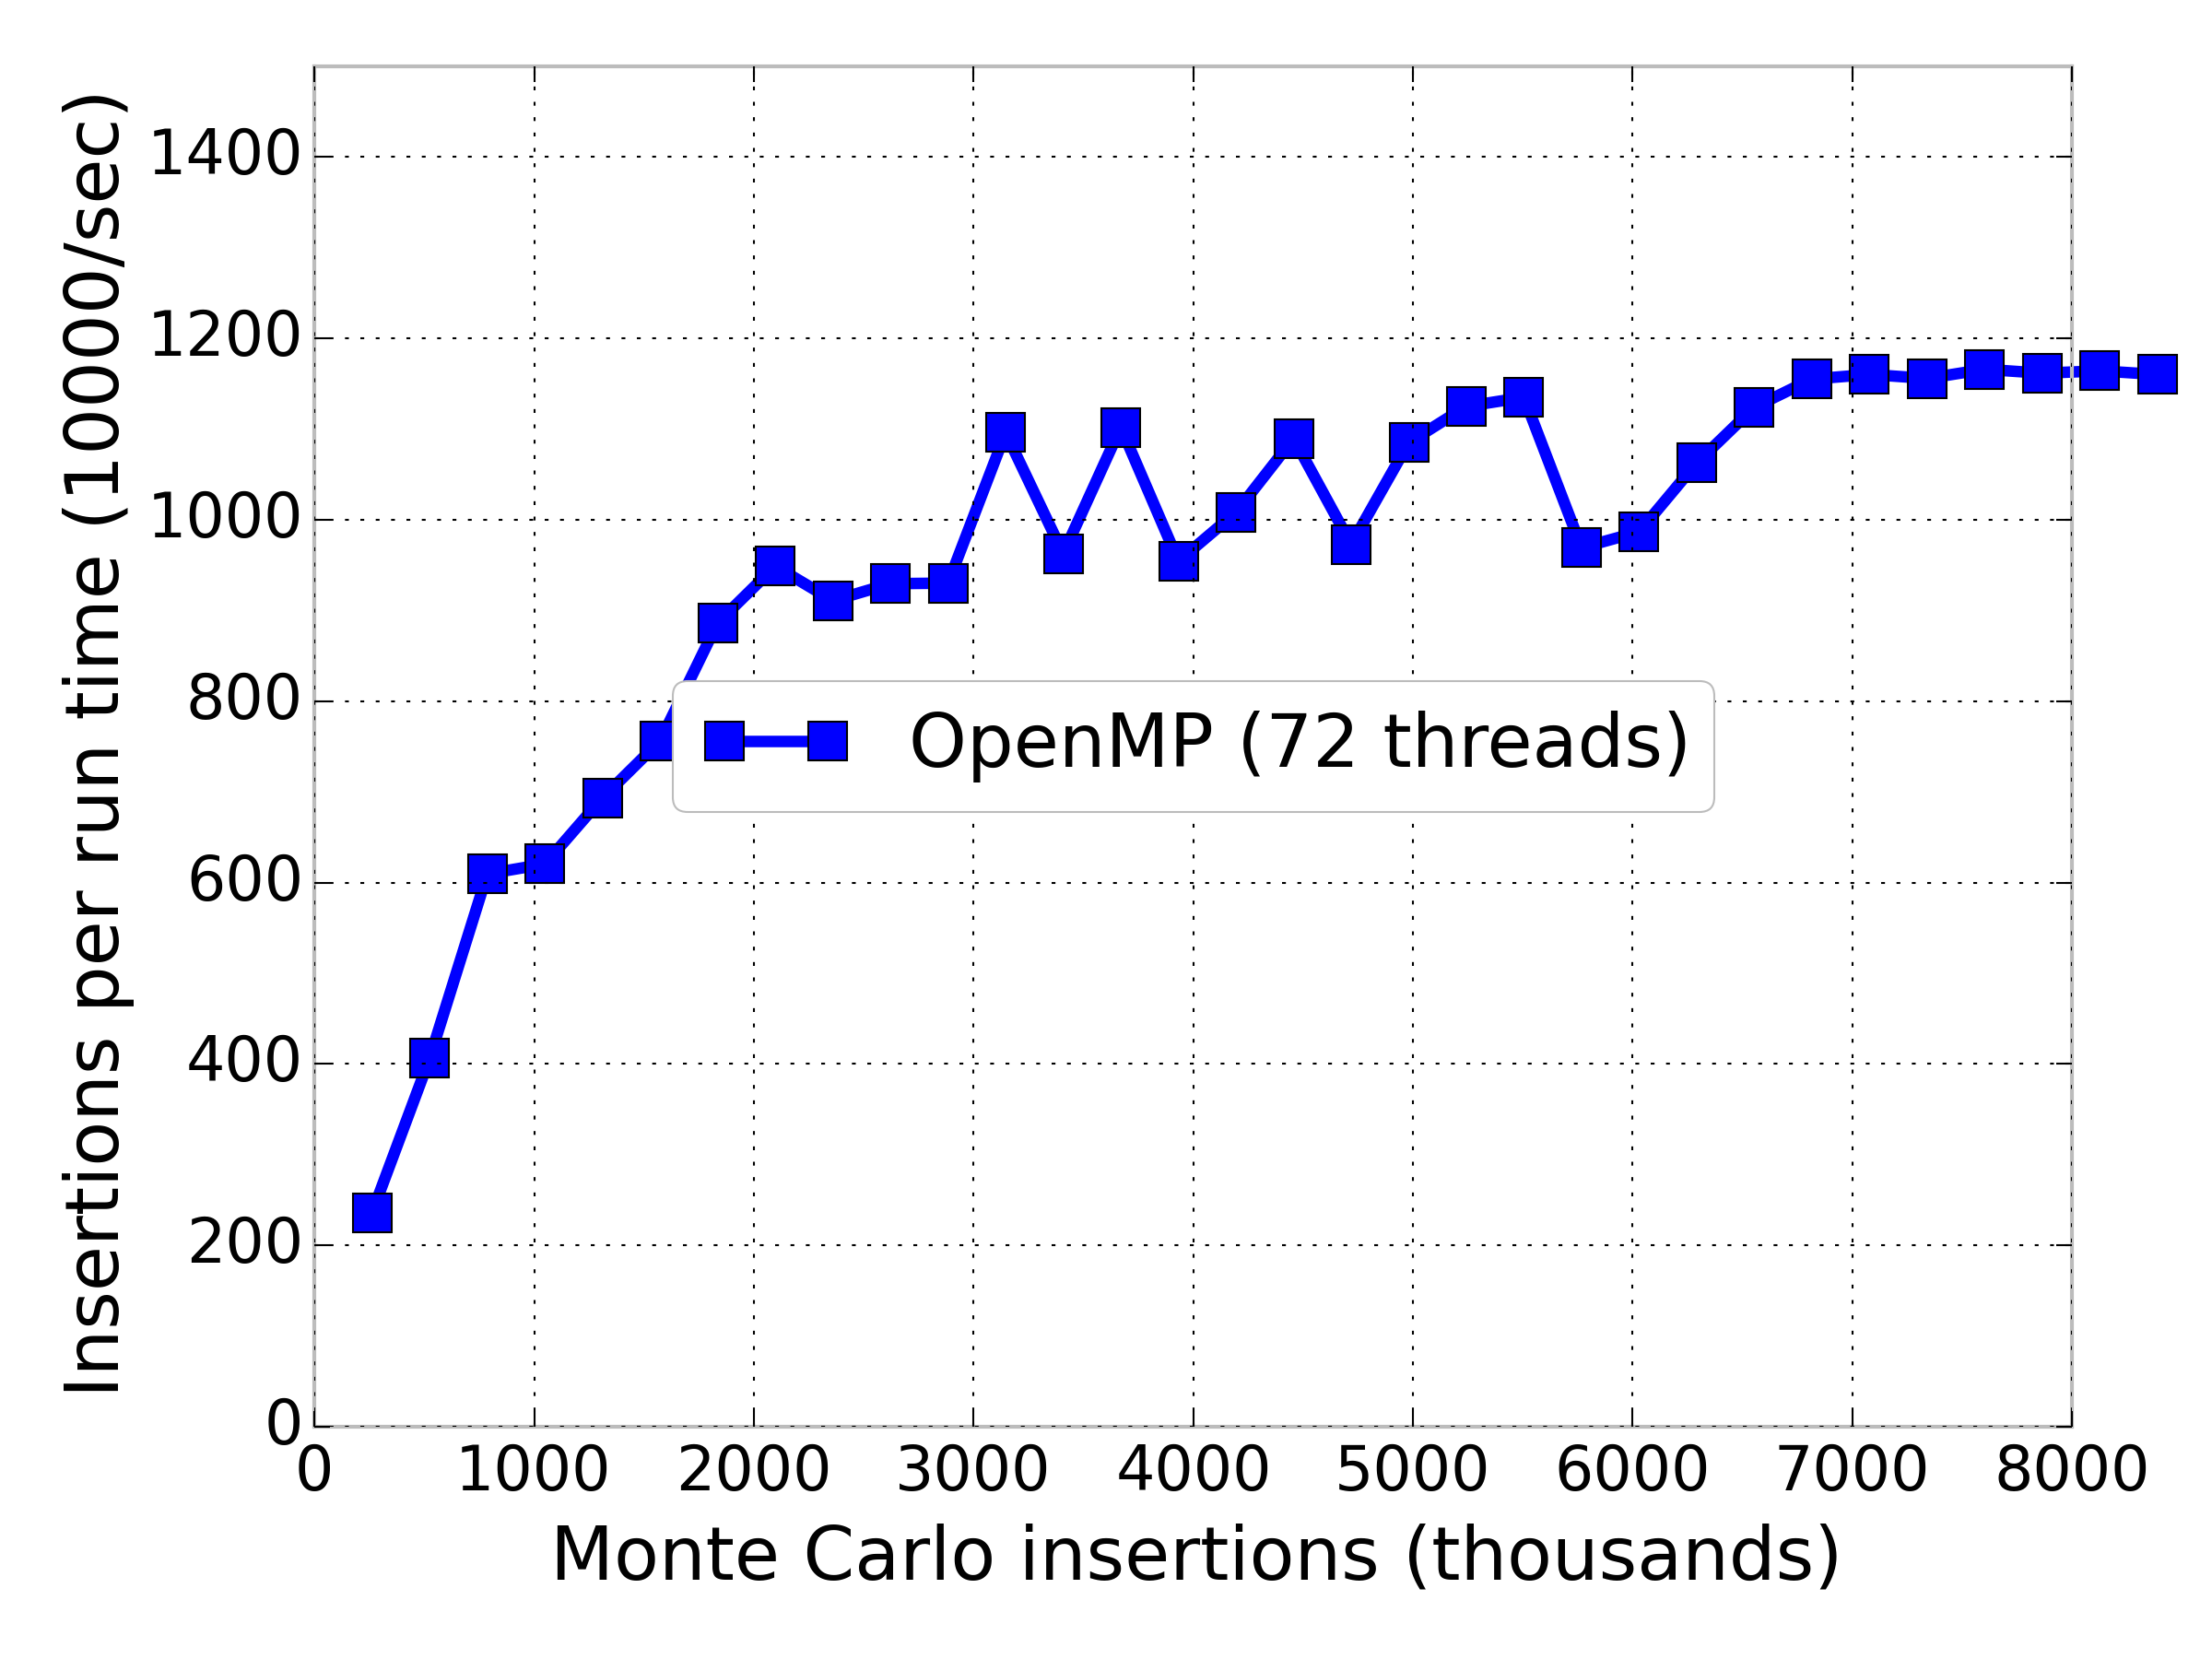 Insertions per run time (10000/sec)
1400
1200
1000
800
600
400
200
0
OpenMP (72 threads)
0 1000 2000 3000 4000 5000 6000 7000 8000
Monte Carlo insertions (thousands)